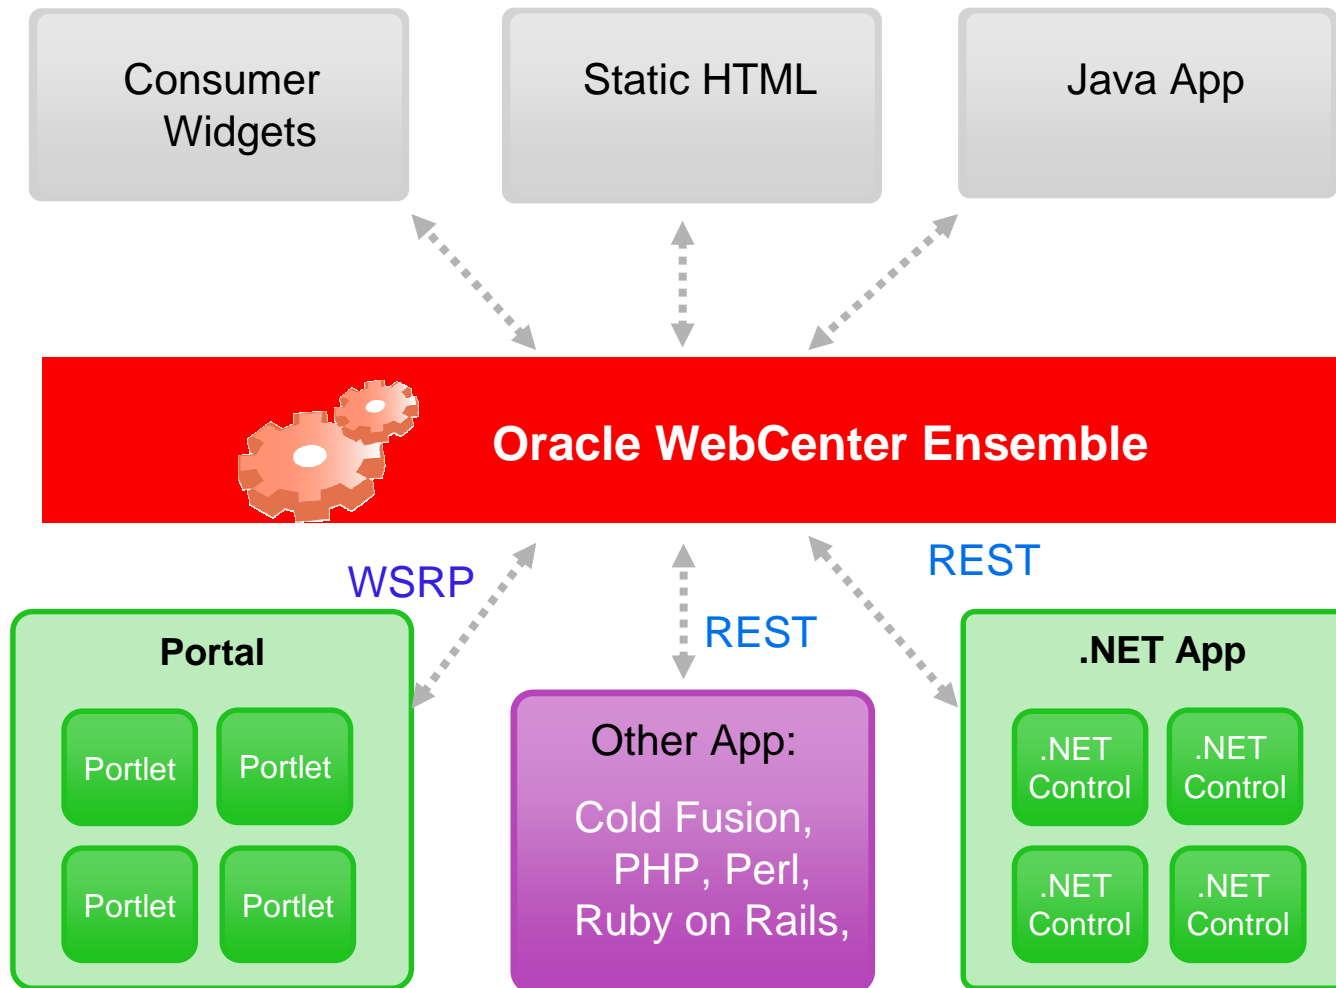 Consumer
Widgets
Static HTML
Java App
Oracle WebCenter Ensemble
WSRP
REST
REST
Portal
Portlet
Portlet
Portlet
Portlet
Other App:
Cold Fusion,
PHP, Perl,
Ruby on Rails,
.NET App
.NET
Control
.NET
Control
.NET
Control
.NET
Control